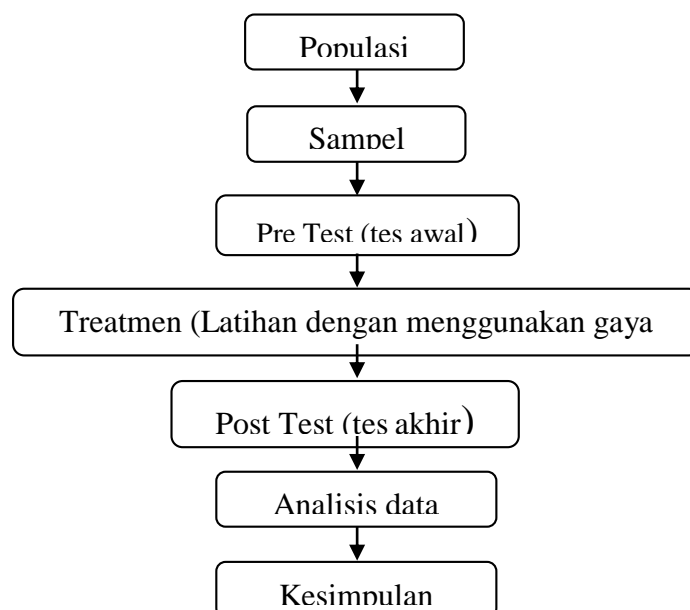 Populasi
Sampel
Pre Test (tes awal)
Treatmen (Latihan dengan menggunakan gaya
Post Test (tes akhir)
Analisis data
Kesimpulan